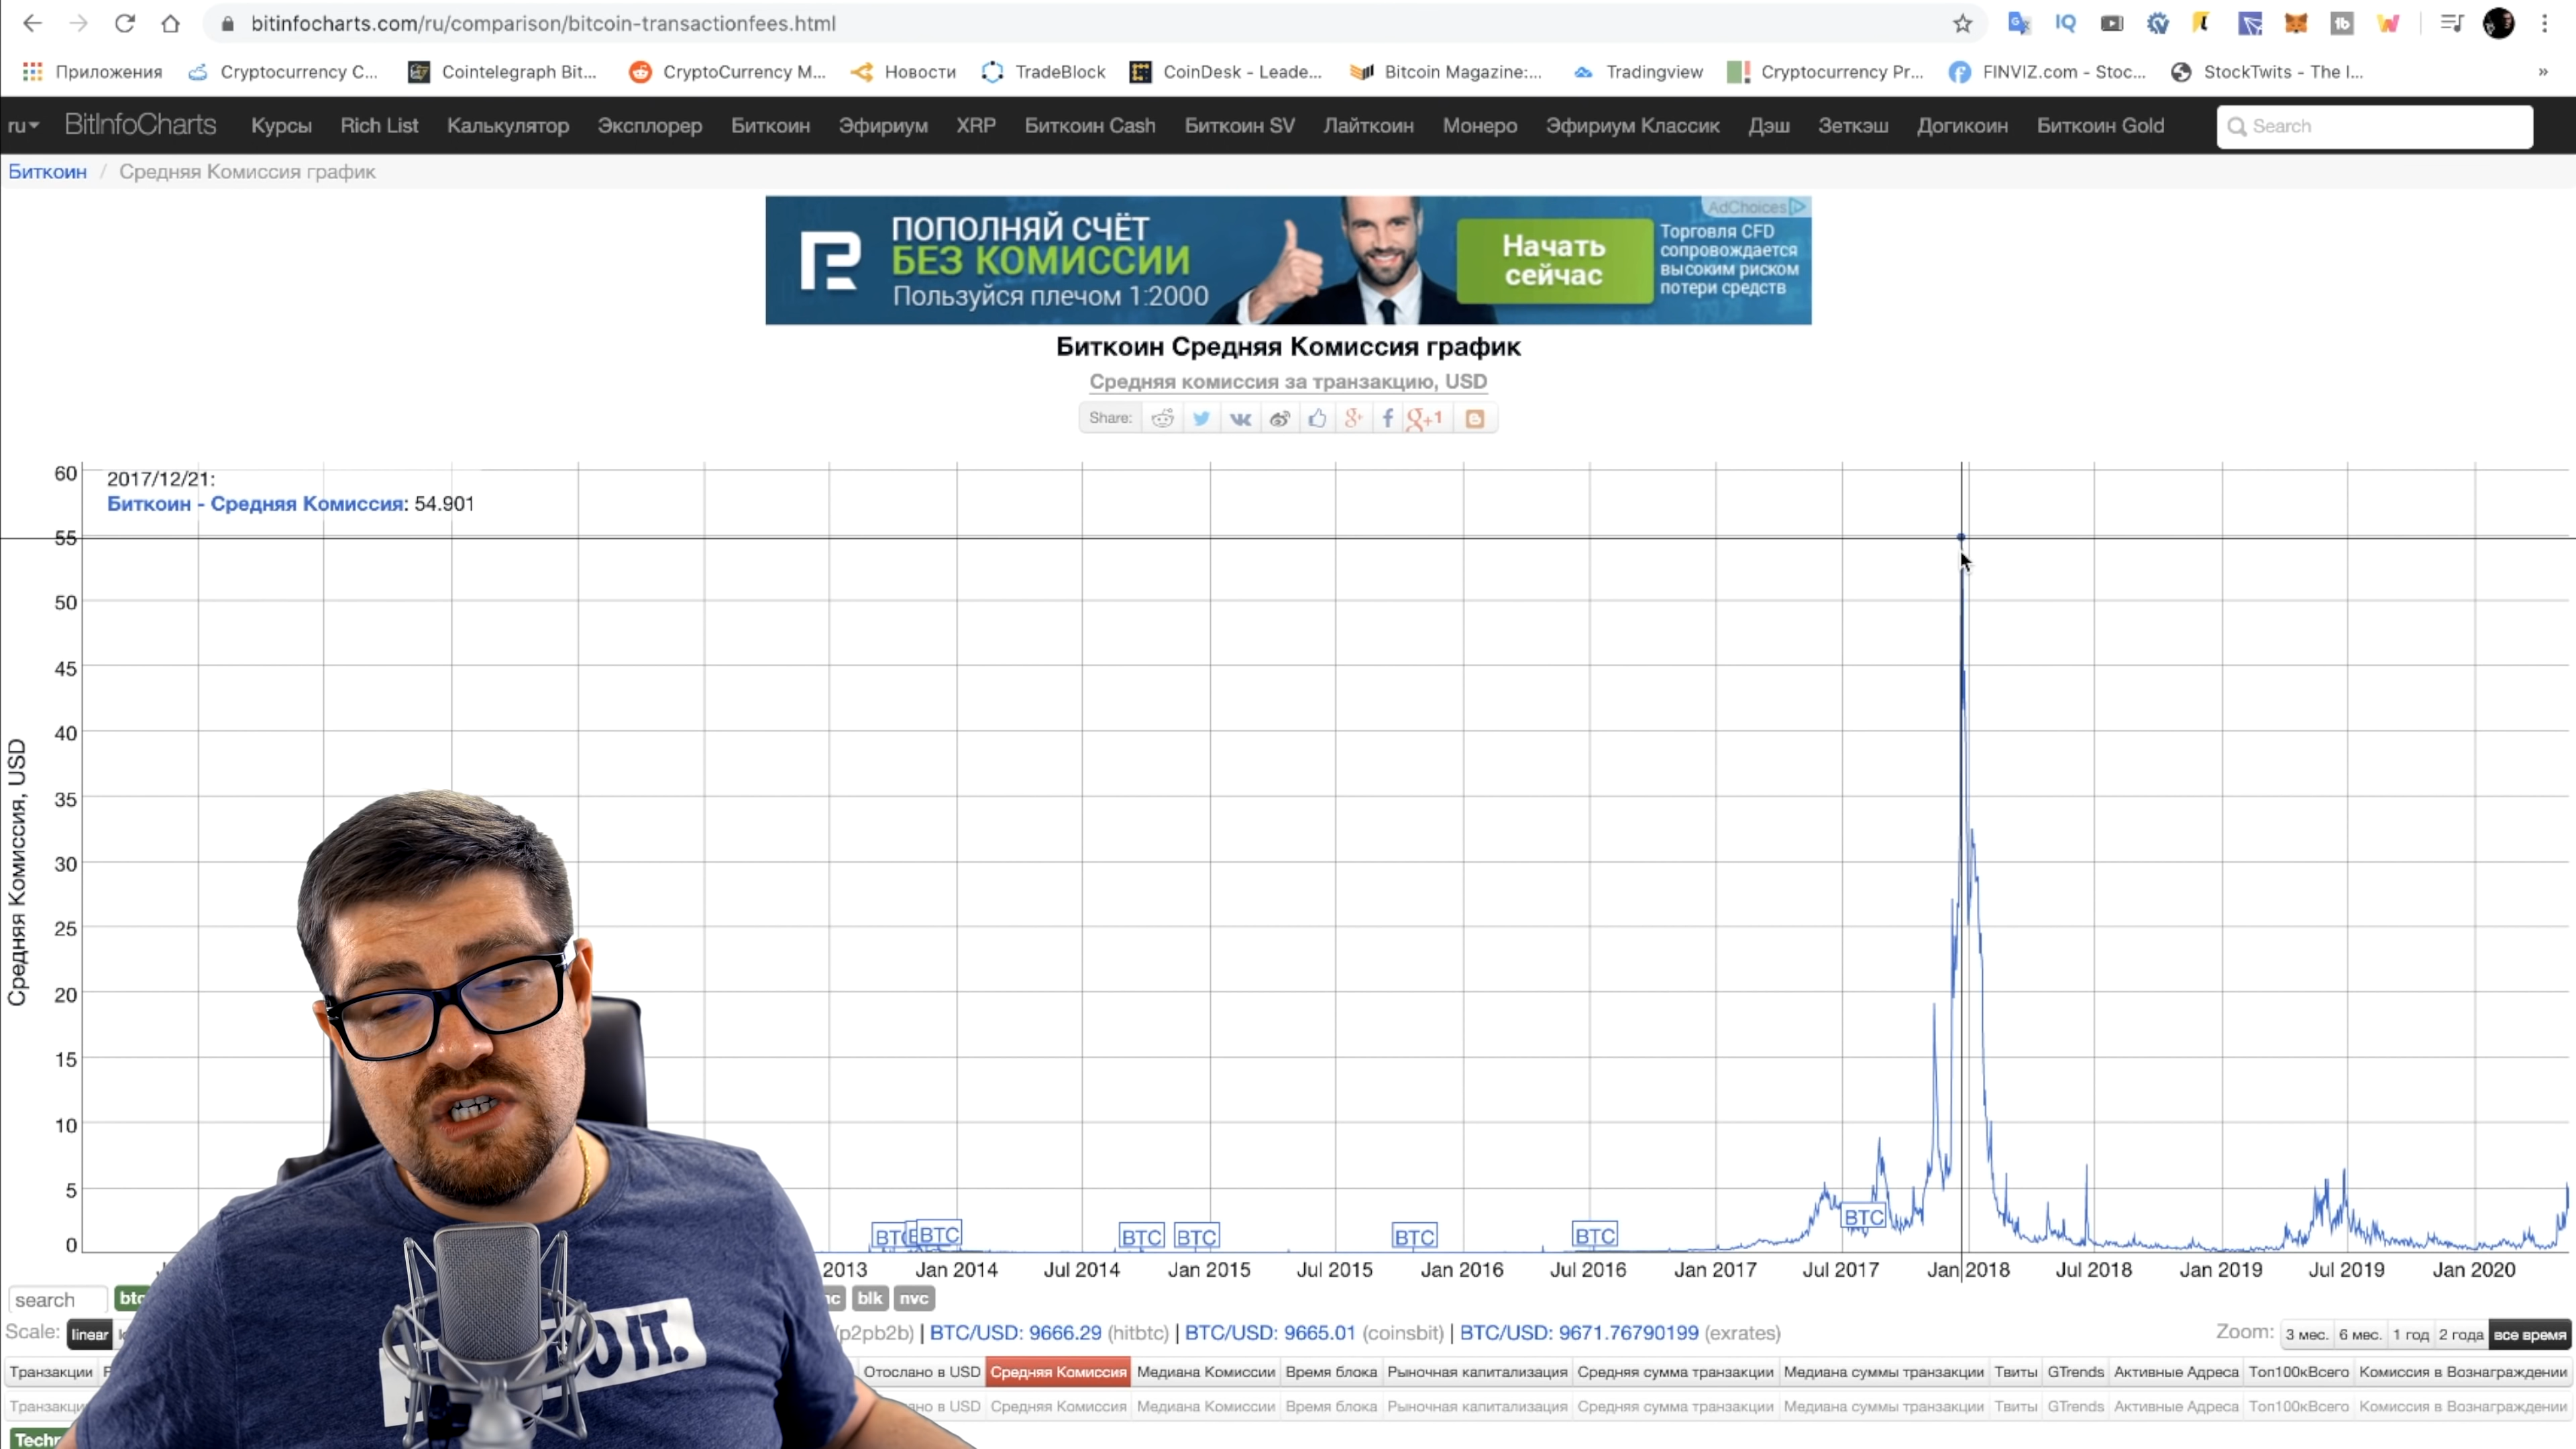 bitinfocharts.com/ru/comparison/bitcoin-transactionfees.html
Приложения Cryptocurrency C... Cointelegraph Bit... CryptoCurrency M... Новости TradeBlock CoinDesk - Leade... Bitcoin Magazine:... Tradingview Cryptocurrency Pr... FINVIZ.com - Stoc... StockTwits - The I... »
ru BitInfoCharts Курсы Rich List Калькулятор Эксплорер Биткоин Эфириум XRP Биткоин Cash Биткоин SV Лайткоин Монеро Эфириум Классик Дэш Зеткэш Догикоин Биткоин Gold Search
Биткоин / Средняя Комиссия график
ПОПОЛНЯЙ СЧЁТ
БЕЗ КОМИССИИ
Пользуйся плечом 1:2000
Начать
сейчас
AdChoices
Торговля CFD
сопровождается
высоким риском
потери средств
Биткоин Средняя Комиссия график
Средняя комиссия за транзакцию, USD
Share:
g+1
2017/12/21:
Биткоин - Средняя Комиссия: 54.901
Средняя Комиссия, USD
60
55
50
45
40
35
30
25
20
15
10
5
0
BTC BTC BTC BTC BTC BTC BTC
2013 Jan 2014 Jul 2014 Jan 2015 Jul 2015 Jan 2016 Jul 2016 Jan 2017 Jul 2017 Jan 2018 Jul 2018 Jan 2019 Jul 2019 Jan 2020
search btc blk nvc
Scale: linear (p2pb2b) | BTC/USD: 9666.29 (hitbtc) | BTC/USD: 9665.01 (coinsbit) | BTC/USD: 9671.76790199 (exrates)
Zoom: 3 мес. 6 мес. 1 год 2 года все время
Транзакции Отослано в USD Средняя Комиссия Медиана Комиссии Время блока Рыночная капитализация Средняя сумма транзакции Медиана суммы транзакции Твиты GTrends Активные Адреса Топ100кВсего Комиссия в Вознаграждении
в USD Средняя Комиссия Медиана Комиссии Время блока Рыночная капитализация Средняя сумма транзакции Медиана суммы транзакции Твиты GTrends Активные Адреса Топ100кВсего Комиссия в Вознаграждении